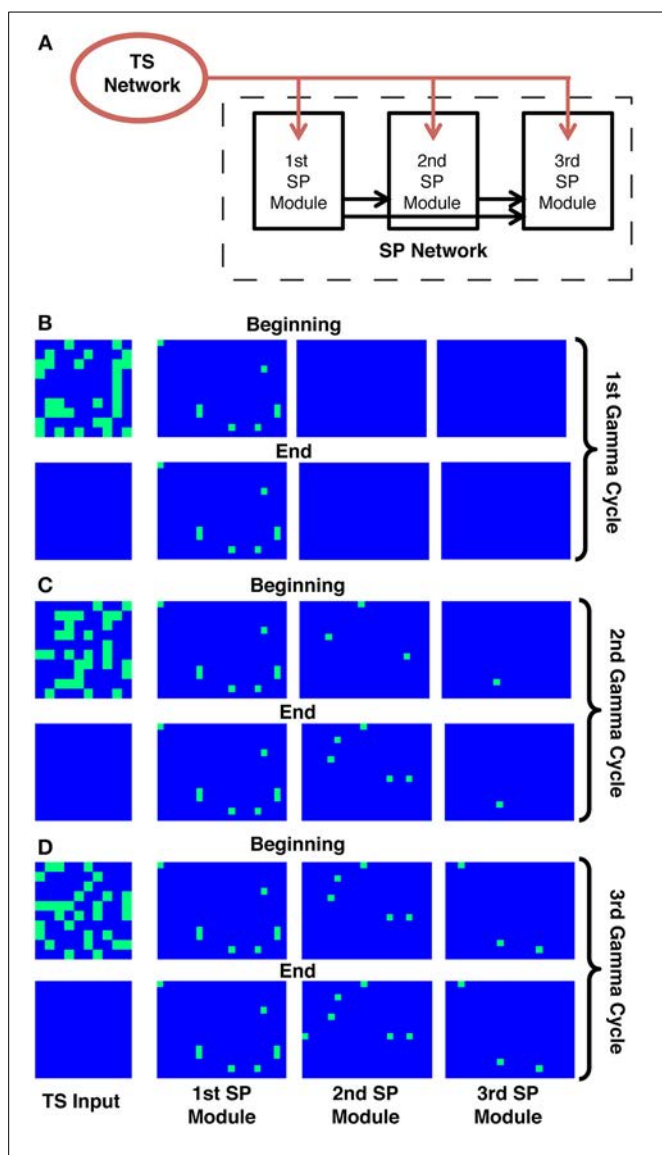 A
TS
Network
1st
SP
Module
2nd
SP
Module
3rd
SP
Module
SP Network
B
Beginning
End
1st Gamma Cycle
C
Beginning
End
2nd Gamma Cycle
D
Beginning
End
3rd Gamma Cycle
TS Input
1st SP
Module
2nd SP
Module
3rd SP
Module